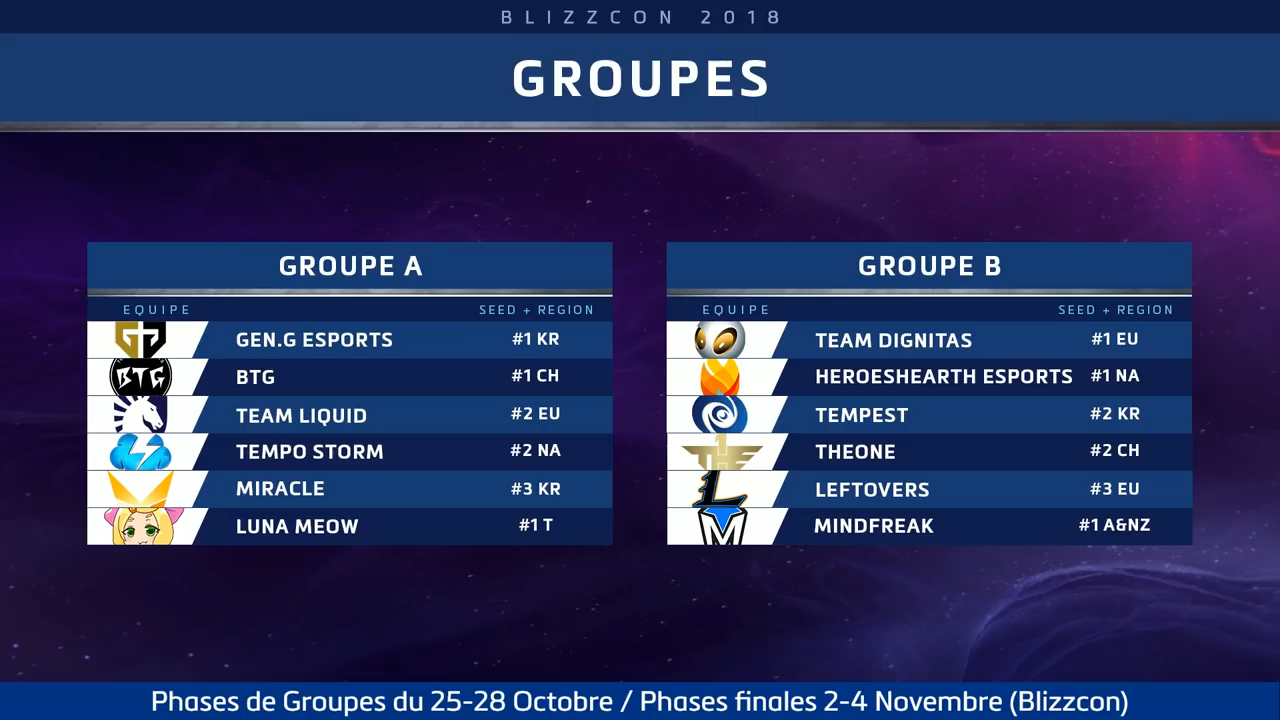 BLIZZCON 2018
GROUPES
GROUPE A
EQUIPE SEED + REGION
GEN.G ESPORTS #1 KR
BTG BTG #1 CH
TEAM LIQUID #2 EU
TEMPO STORM #2 NA
MIRACLE #3 KR
LUNA MEOW #1 T
GROUPE B
EQUIPE SEED + REGION
TEAM DIGNITAS #1 EU
HEROESHEARTH ESPORTS #1 NA
TEMPEST #2 KR
THEONE #2 CH
LEFTOVERS #3 EU
MINDFREAK #1 A&NZ
Phases de Groupes du 25-28 Octobre / Phases finales 2-4 Novembre (Blizzcon)